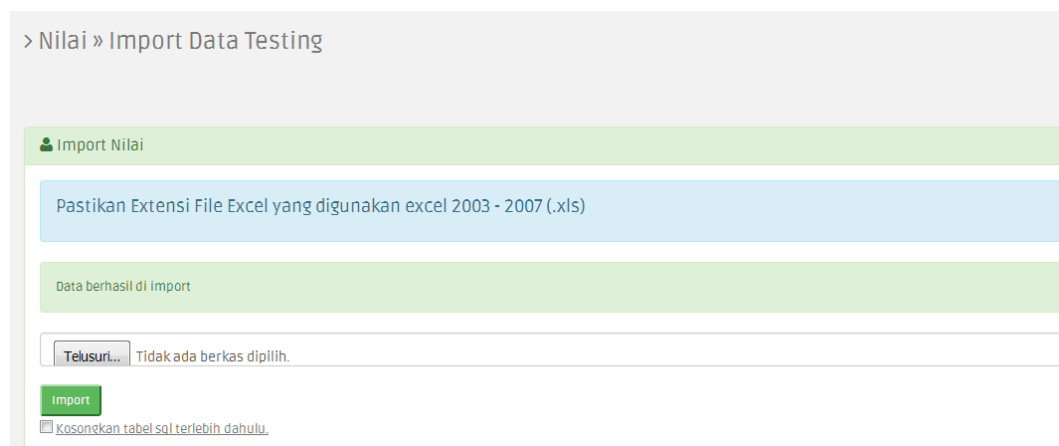 > Nilai » Import Data Testing
Import Nilai
Pastikan Extensi File Excel yang digunakan excel 2003 - 2007 (.xls)
Data berhasil di import
Telusuri... Tidak ada berkas dipilih.
Import
Kosongkan tabel sql terlebih dahulu.